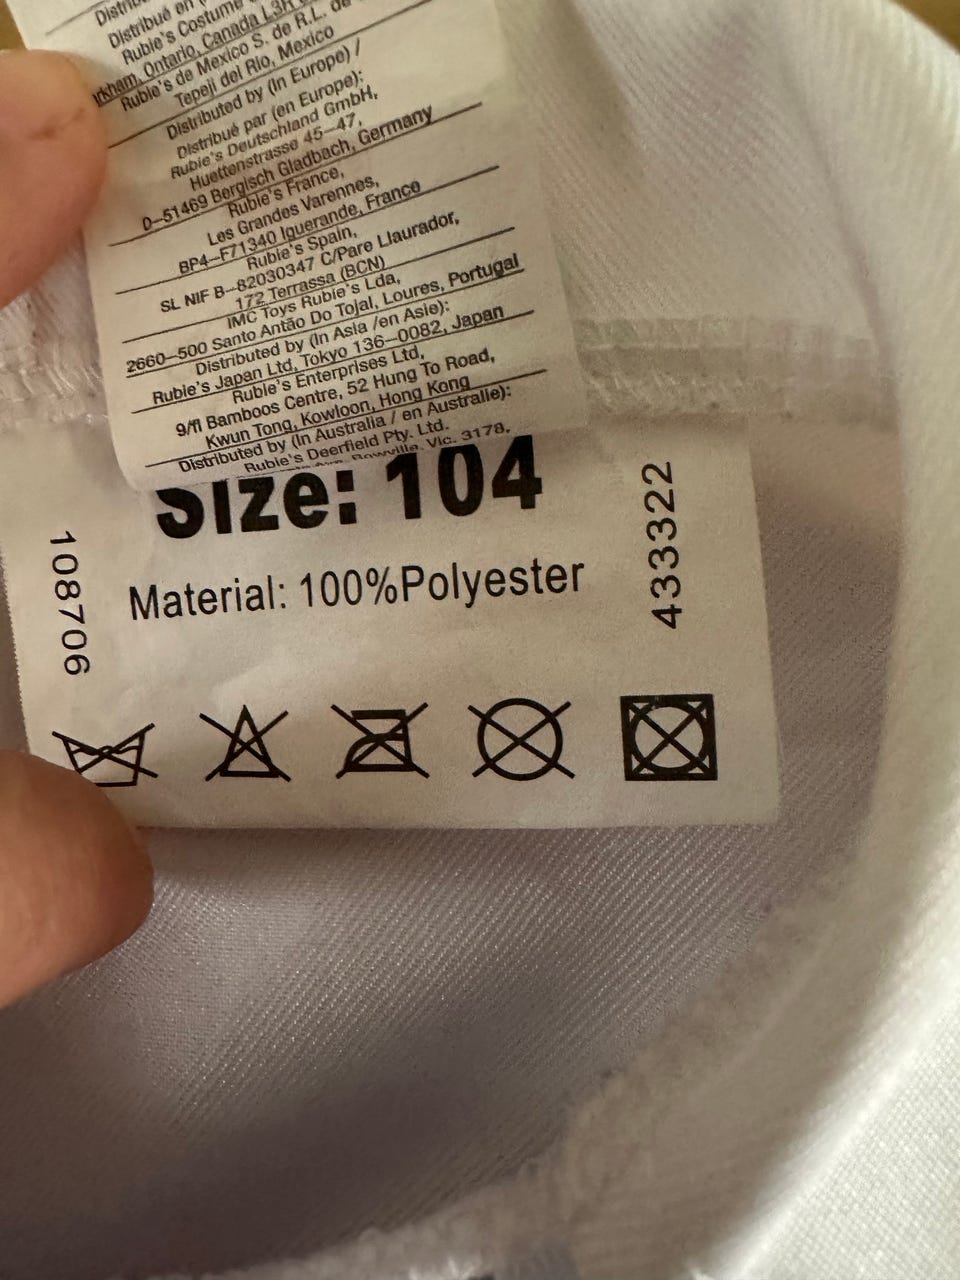 Distribué en
Rubie's Costume
Ontario, Canada L3R
Rubie's de Mexico S. de R.L. de
Tepeji del Río, Mexico
Distributed by (In Europe) /
Distribué par (en Europe):
Rubie's Deutschland GmbH,
Huettenstrasse 45–47,
D–51469 Bergisch Gladbach, Germany
Rubie's France,
Les Grandes Varennes,
BP4–F71340 Iguerande, France
Rubie's Spain,
SL NIF B–82030347 C/Pare Llaurador,
172 Terrassa (BCN)
IMC Toys Rubie's Lda,
2660–500 Santo Antão Do Tojal, Loures, Portugal
Distributed by (In Asia /en Asie):
Rubie's Japan Ltd, Tokyo 136–0082, Japan
Rubie's Enterprises Ltd,
9/fl Bamboos Centre, 52 Hung To Road,
Kwun Tong, Kowloon, Hong Kong
Distributed by (In Australia / en Australie):
Rubie's Deerfield Pty. Ltd.
Rowville, Vic. 3178,
Size: 104
Material: 100%Polyester
108706
433322